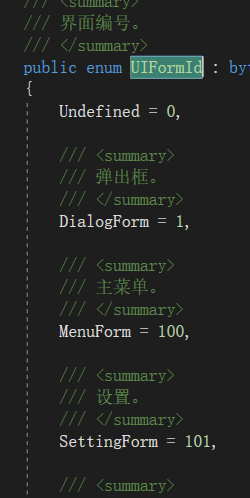 /// <summary>
/// 界面编号。
/// </summary>
public enum UIFormId :
{
Undefined = 0,
/// <summary>
/// 弹出框。
/// </summary>
DialogForm = 1,
/// <summary>
/// 主菜单。
/// </summary>
MenuForm = 100,
/// <summary>
/// 设置。
/// </summary>
SettingForm = 101,
/// <summary>